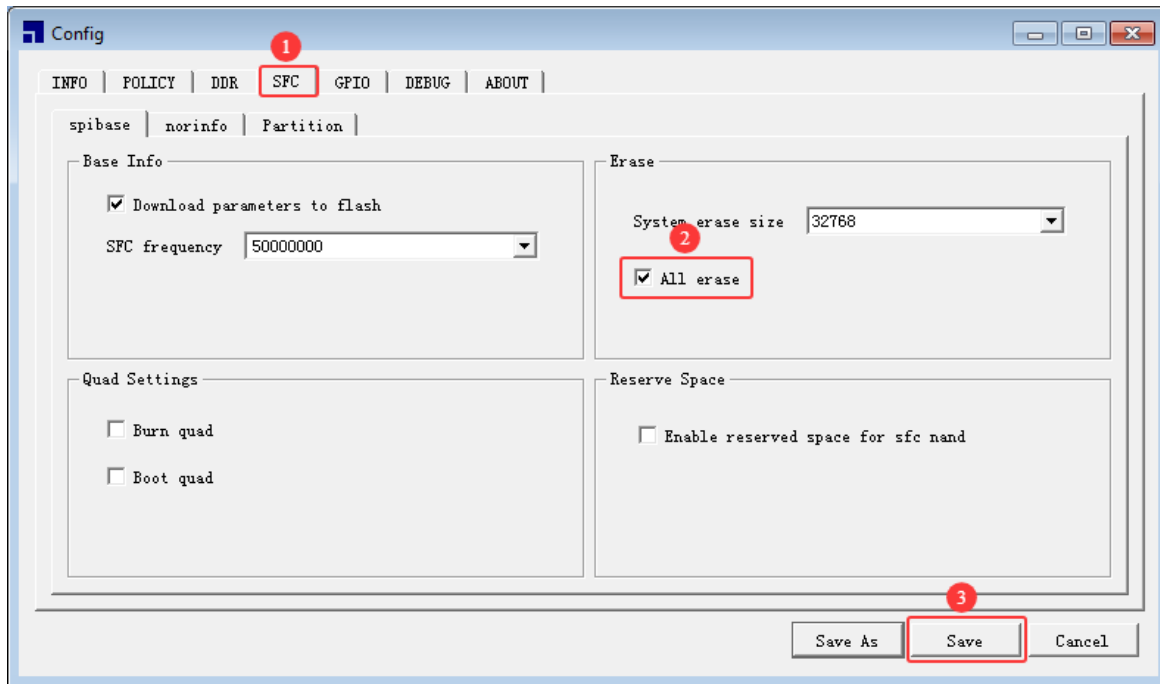 Config
1
INFO POLICY DDR SFC GPIO DEBUG ABOUT
spibase norinfo Partition
Base Info
Download parameters to flash
SFC frequency 50000000
Erase
System erase size 32768
2
All erase
Quad Settings
Burn quad
Boot quad
Reserve Space
Enable reserved space for sfc nand
3
Save As Save Cancel